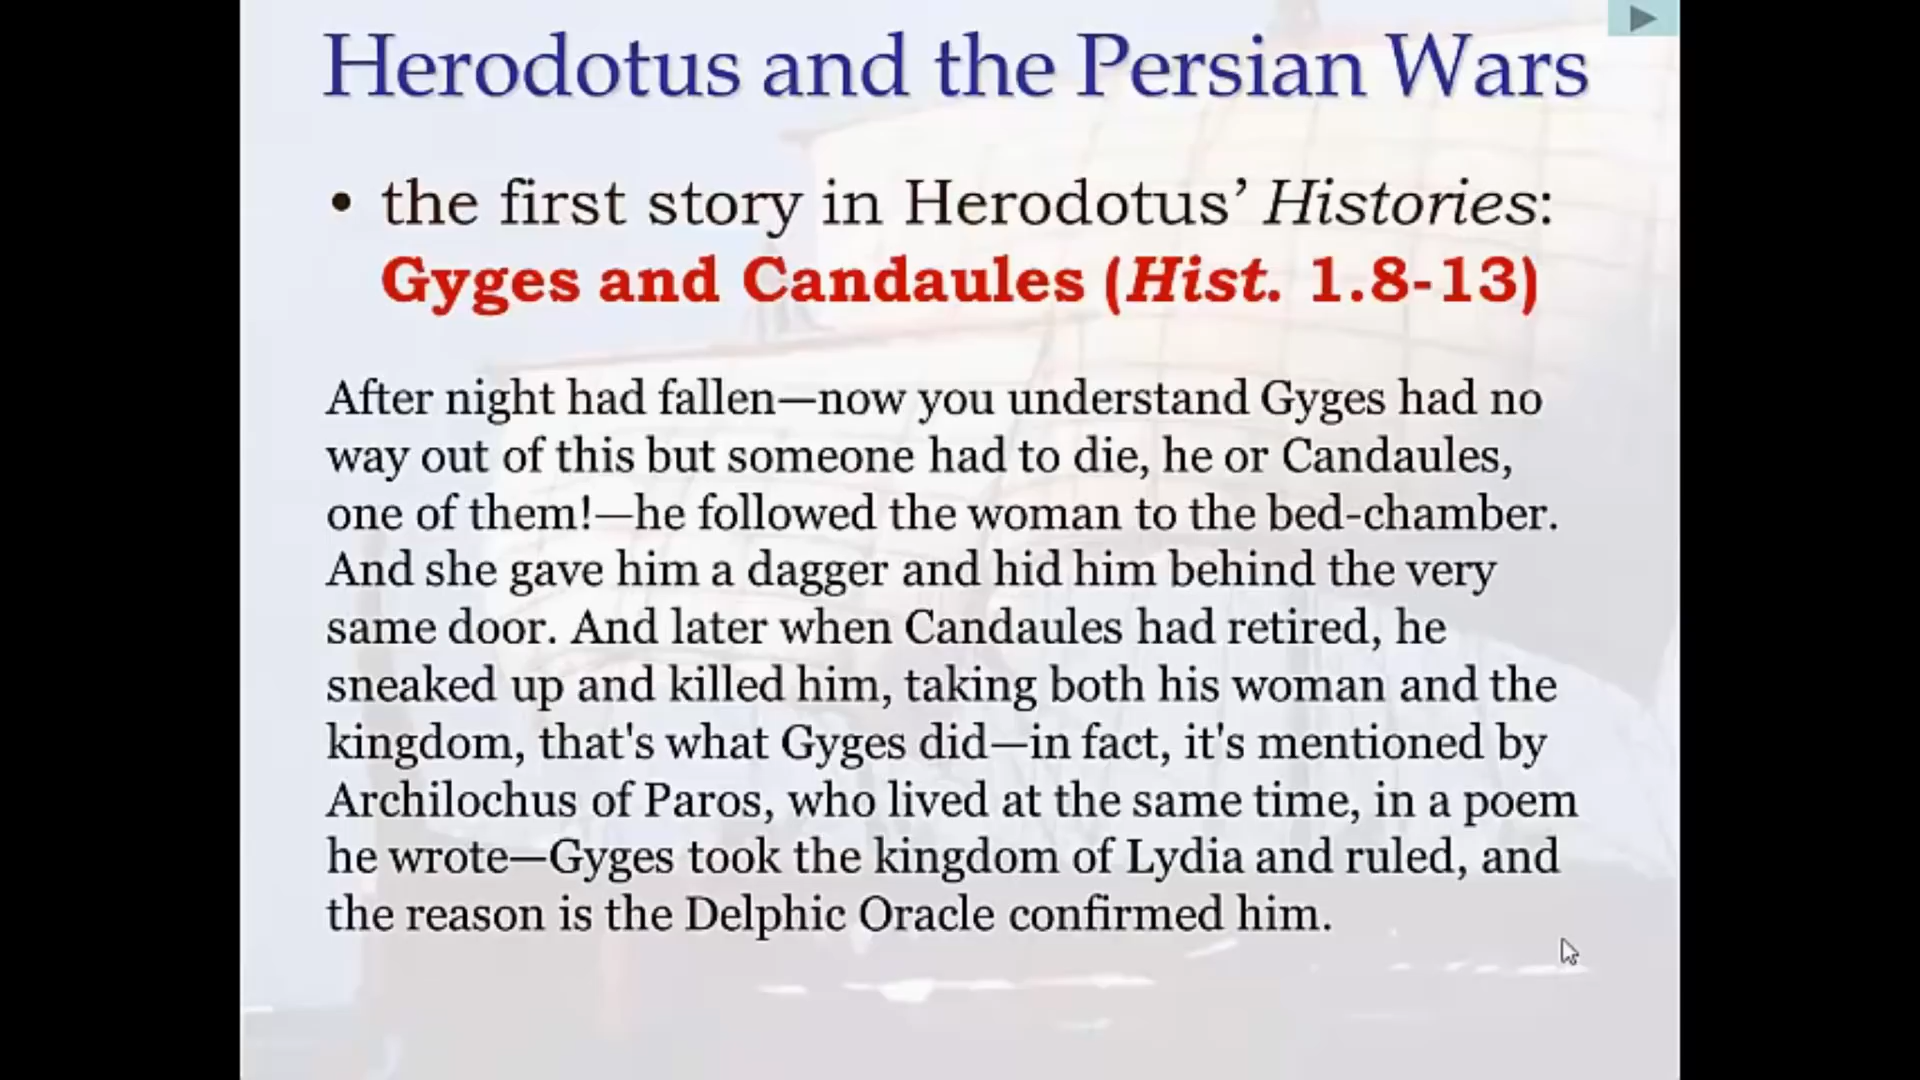 Herodotus and the Persian Wars
• the first story in Herodotus’ Histories:
Gyges and Candaules (Hist. 1.8-13)
After night had fallen—now you understand Gyges had no
way out of this but someone had to die, he or Candaules,
one of them!—he followed the woman to the bed-chamber.
And she gave him a dagger and hid him behind the very
same door. And later when Candaules had retired, he
sneaked up and killed him, taking both his woman and the
kingdom, that's what Gyges did—in fact, it's mentioned by
Archilochus of Paros, who lived at the same time, in a poem
he wrote—Gyges took the kingdom of Lydia and ruled, and
the reason is the Delphic Oracle confirmed him.